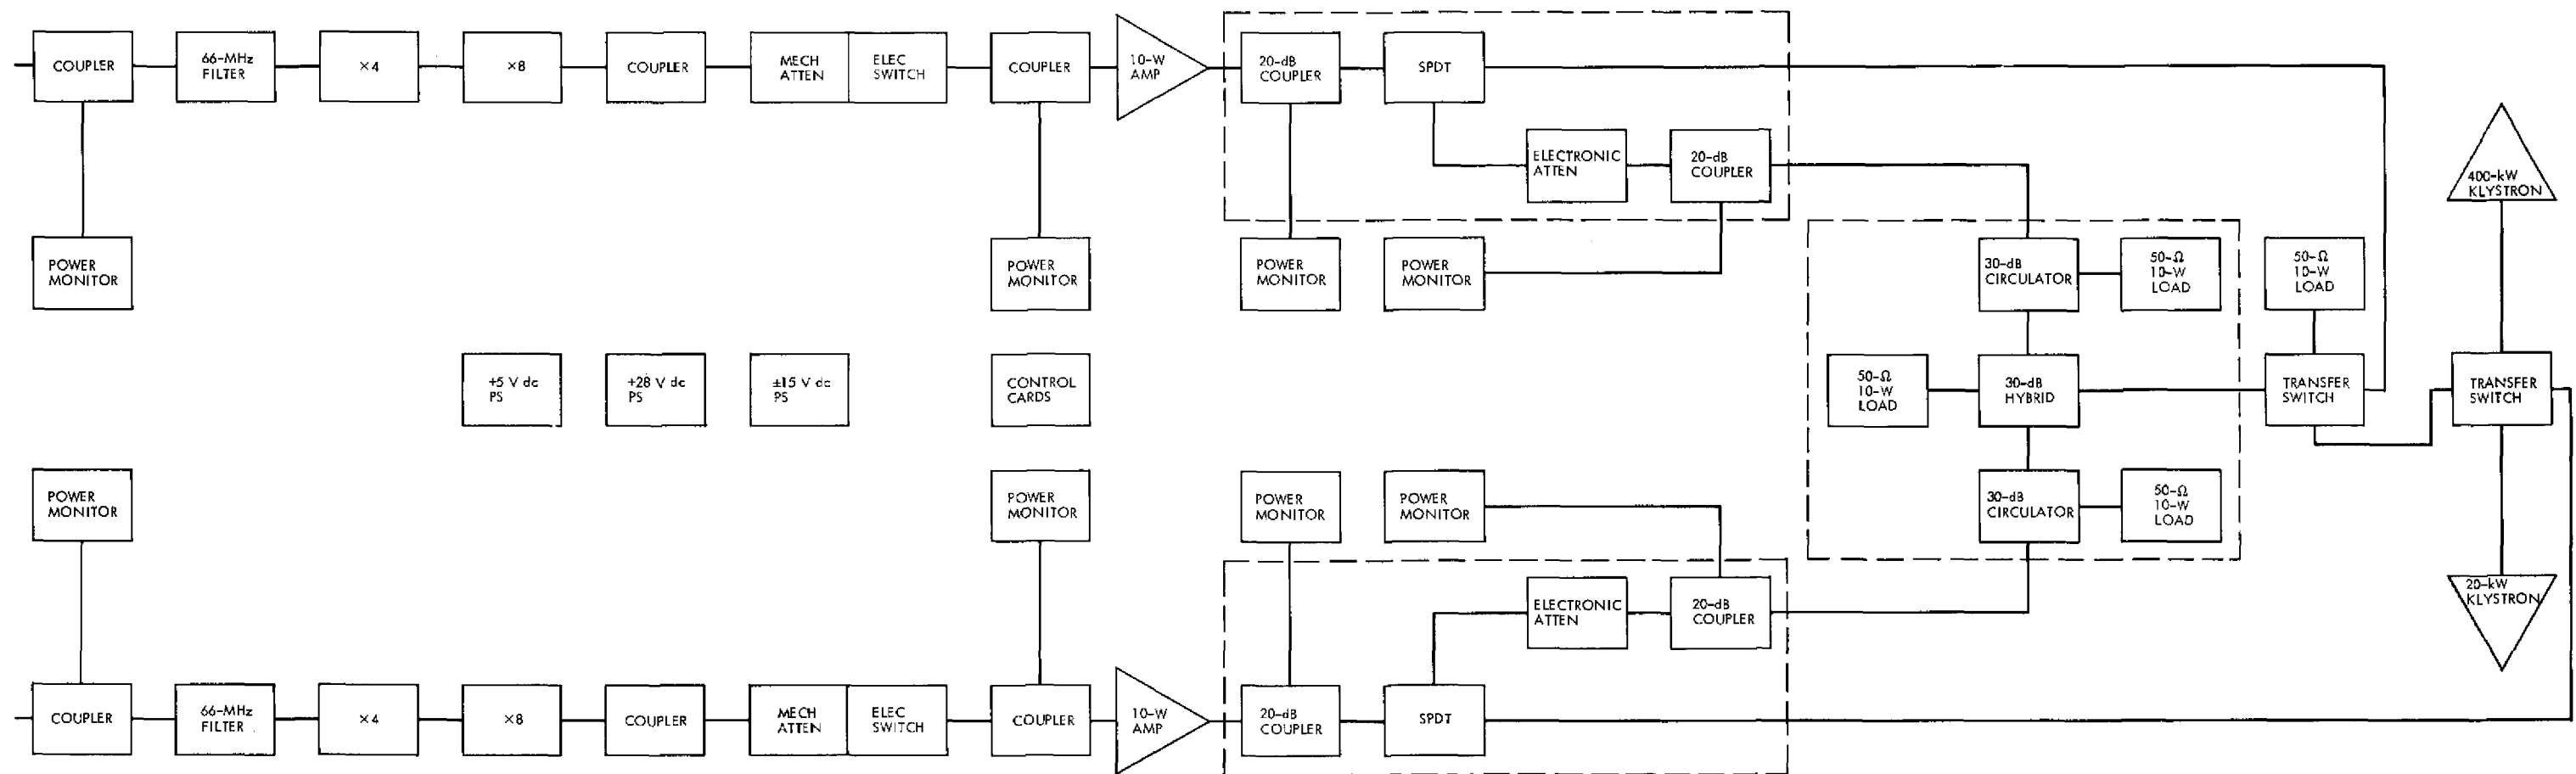 COUPLER
66-MHz
FILTER
×4
×8
COUPLER
MECH
ATTEN
ELEC
SWITCH
COUPLER
10-W
AMP
20-dB
COUPLER
SPDT
ELECTRONIC
ATTEN
20-dB
COUPLER
400-kW
KLYSTRON
POWER
MONITOR
POWER
MONITOR
POWER
MONITOR
POWER
MONITOR
30-dB
CIRCULATOR
50-Ω
10-W
LOAD
50-Ω
10-W
LOAD
+5 V dc
PS
+28 V dc
PS
±15 V dc
PS
CONTROL
CARDS
50-Ω
10-W
LOAD
30-dB
HYBRID
TRANSFER
SWITCH
TRANSFER
SWITCH
POWER
MONITOR
POWER
MONITOR
POWER
MONITOR
POWER
MONITOR
30-dB
CIRCULATOR
50-Ω
10-W
LOAD
ELECTRONIC
ATTEN
20-dB
COUPLER
20-kW
KLYSTRON
COUPLER
66-MHz
FILTER
×4
×8
COUPLER
MECH
ATTEN
ELEC
SWITCH
COUPLER
10-W
AMP
20-dB
COUPLER
SPDT